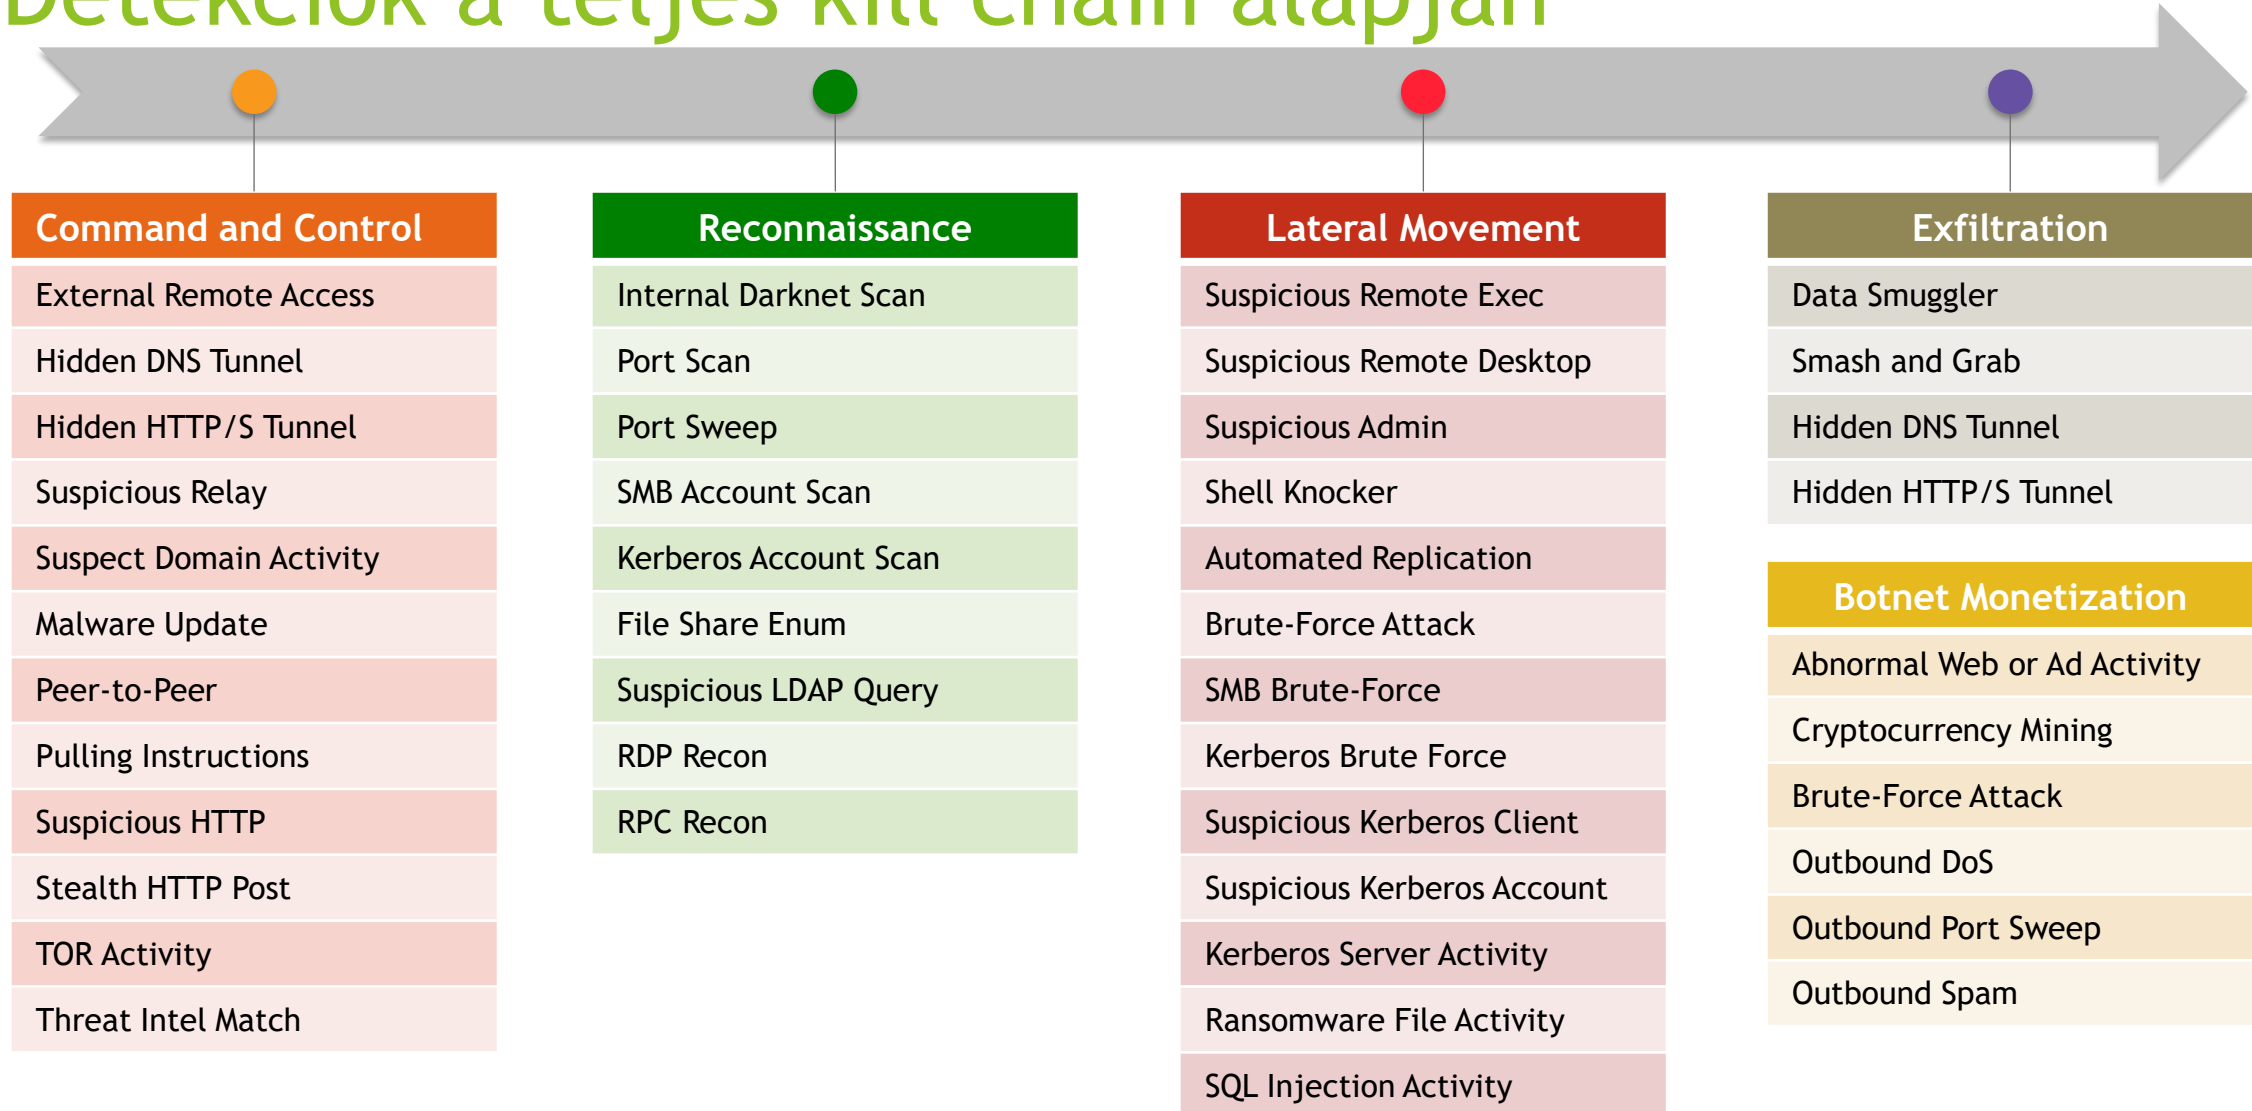 Detekciók a teljes kill chain alapján
Command and Control
External Remote Access
Hidden DNS Tunnel
Hidden HTTP/S Tunnel
Suspicious Relay
Suspect Domain Activity
Malware Update
Peer-to-Peer
Pulling Instructions
Suspicious HTTP
Stealth HTTP Post
TOR Activity
Threat Intel Match
Reconnaissance
Internal Darknet Scan
Port Scan
Port Sweep
SMB Account Scan
Kerberos Account Scan
File Share Enum
Suspicious LDAP Query
RDP Recon
RPC Recon
Lateral Movement
Suspicious Remote Exec
Suspicious Remote Desktop
Suspicious Admin
Shell Knocker
Automated Replication
Brute-Force Attack
SMB Brute-Force
Kerberos Brute Force
Suspicious Kerberos Client
Suspicious Kerberos Account
Kerberos Server Activity
Ransomware File Activity
SQL Injection Activity
Exfiltration
Data Smuggler
Smash and Grab
Hidden DNS Tunnel
Hidden HTTP/S Tunnel
Botnet Monetization
Abnormal Web or Ad Activity
Cryptocurrency Mining
Brute-Force Attack
Outbound DoS
Outbound Port Sweep
Outbound Spam